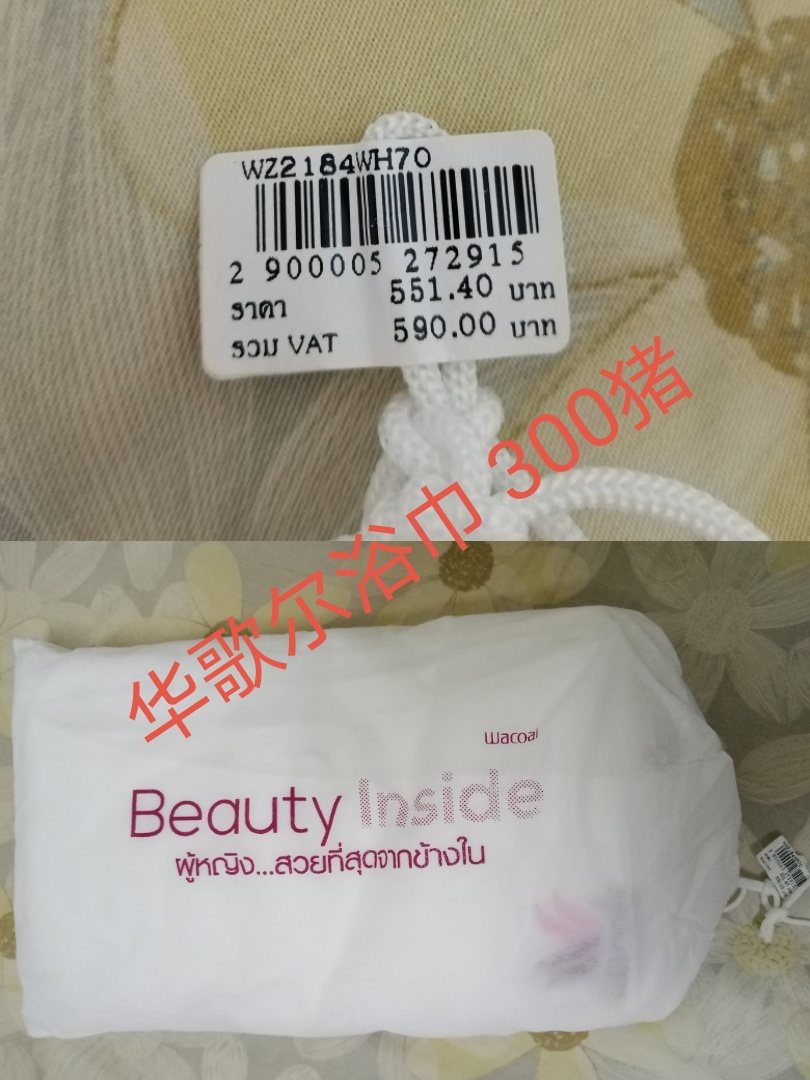 WZ2184WH70
2 900005 272915
ราคา 551.40 บาท
รวม VAT 590.00 บาท
华歌尔浴巾 300猪
Wacoal
Beauty Inside
ผู้หญิง...สวยที่สุดจากข้างใน